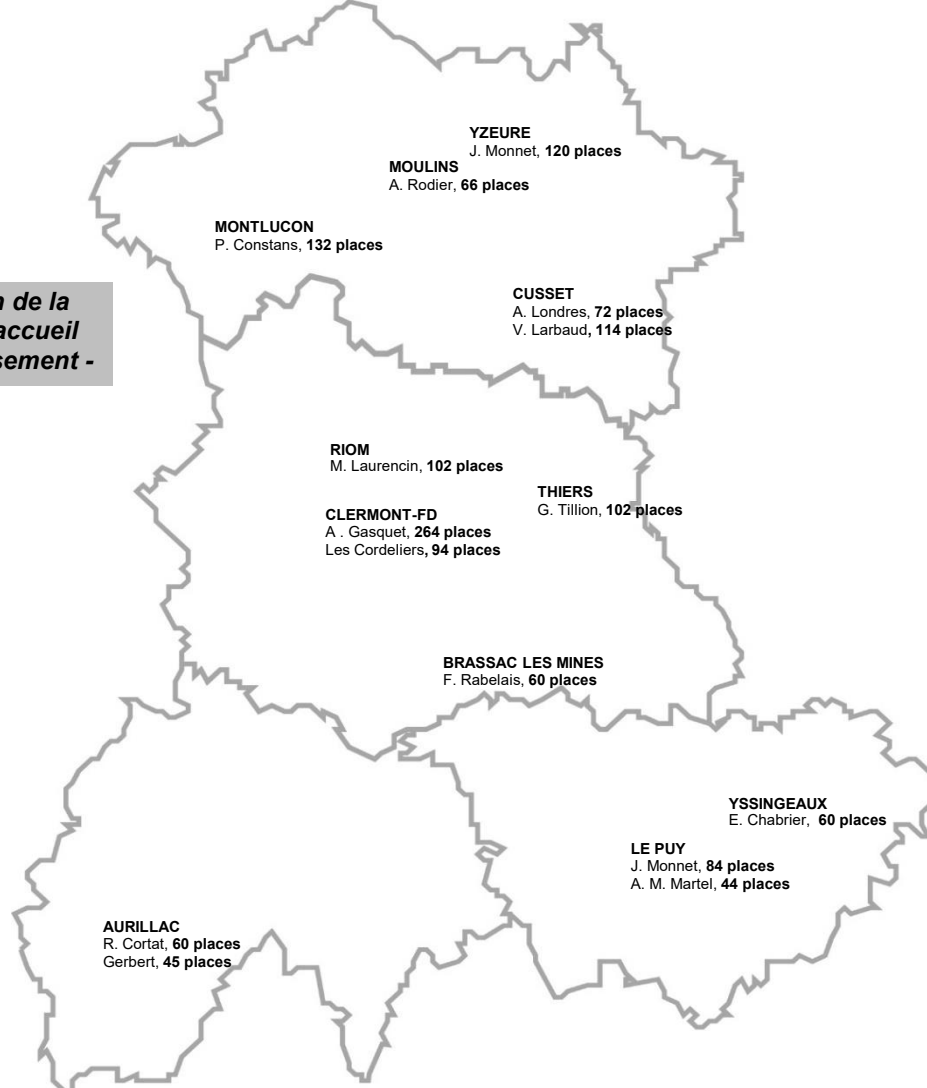 YZEURE
J. Monnet, 120 places
MOULINS
A. Rodier, 66 places
MONTLUCON
P. Constans, 132 places
CUSSET
A. Londres, 72 places
V. Larbaud, 114 places
de la
accueil
sement -
RIOM
M. Laurencin, 102 places
THIERS
G. Tillion, 102 places
CLERMONT-FD
A . Gasquet, 264 places
Les Cordeliers, 94 places
BRASSAC LES MINES
F. Rabelais, 60 places
YSSINGEAUX
E. Chabrier, 60 places
LE PUY
J. Monnet, 84 places
A. M. Martel, 44 places
AURILLAC
R. Cortat, 60 places
Gerbert, 45 places